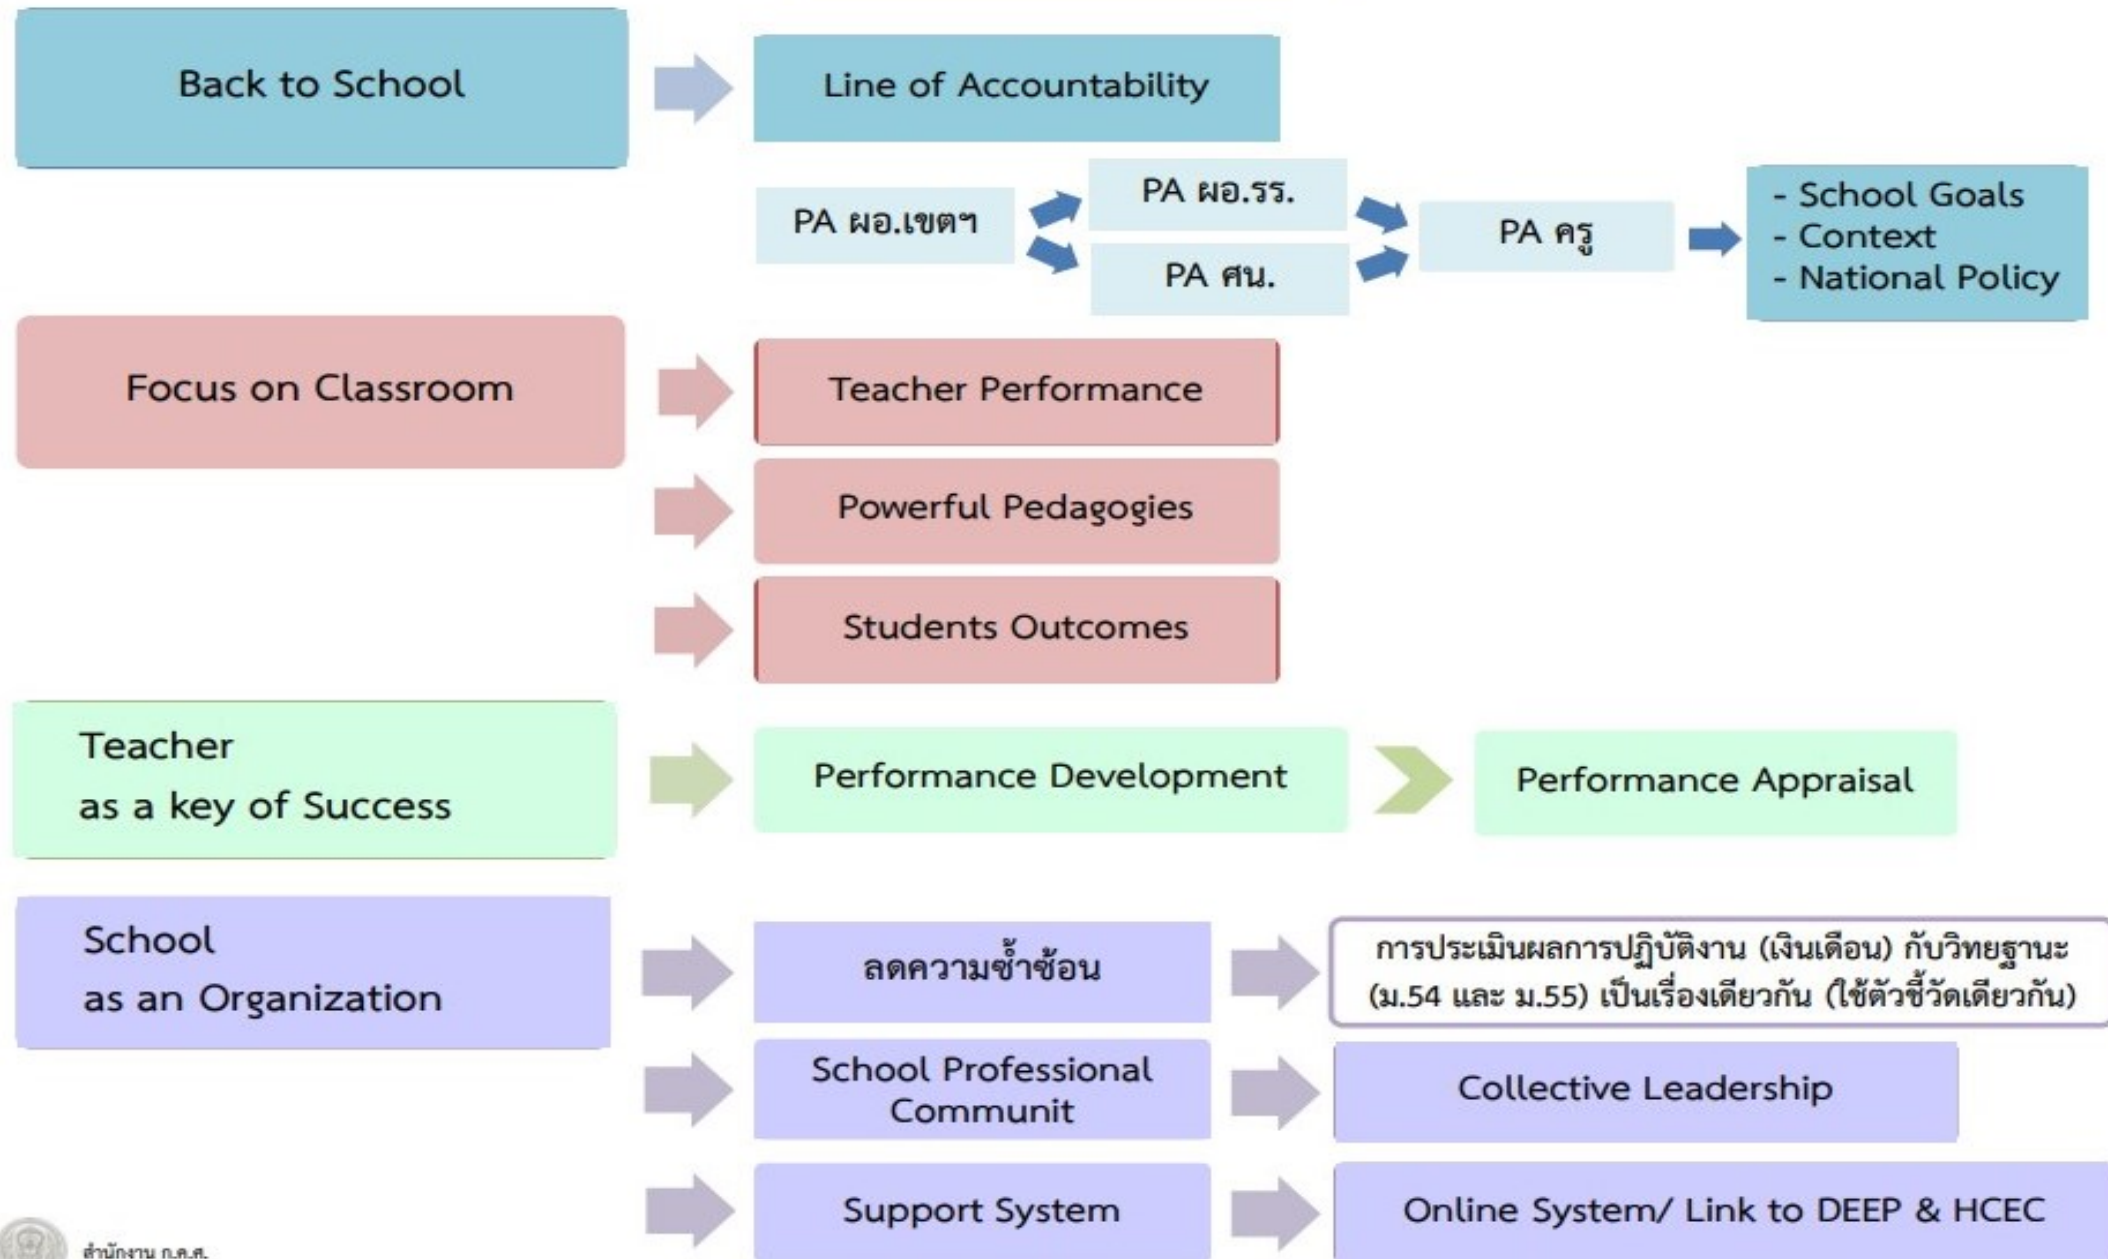 Back to School
Line of Accountability
PA ผอ.เขตฯ
PA ผอ.รร.
PA ศน.
PA ครู
- School Goals
- Context
- National Policy
Focus on Classroom
Teacher Performance
Powerful Pedagogies
Students Outcomes
Teacher
as a key of Success
Performance Development
Performance Appraisal
School
as an Organization
ลดความซ้ำซ้อน
การประเมินผลการปฏิบัติงาน (เงินเดือน) กับวิทยฐานะ
(ม.54 และ ม.55) เป็นเรื่องเดียวกัน (ใช้ตัวชี้วัดเดียวกัน)
School Professional
Communit
Collective Leadership
Support System
Online System/ Link to DEEP & HCEC
สำนักงาน ก.ค.ศ.